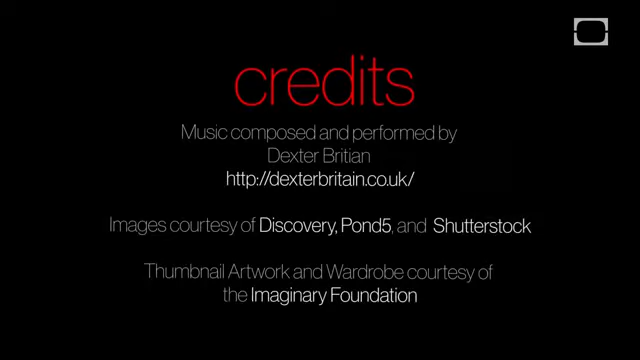 credits
Music composed and performed by
Dexter Britian
http://dexterbritain.co.uk/
Images courtesy of Discovery, Pond5, and Shutterstock
Thumbnail Artwork and Wardrobe courtesy of
the Imaginary Foundation